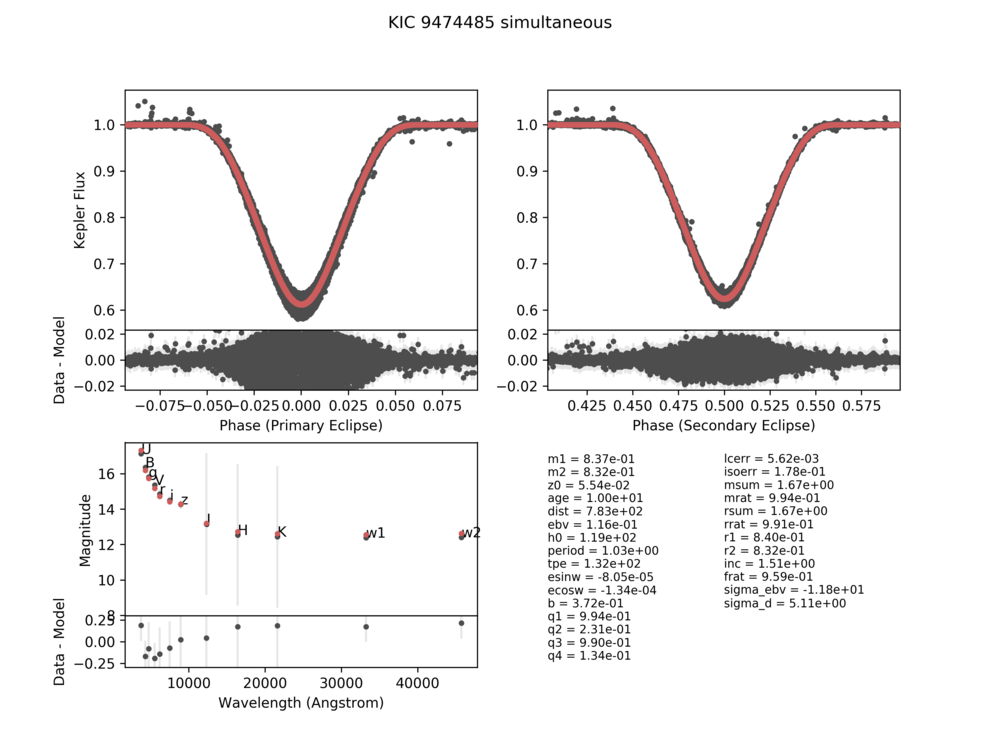 KIC 9474485 simultaneous
1.0
0.9
0.8
0.7
0.6
Kepler Flux
1.0
0.9
0.8
0.7
0.6
0.02
0.00
−0.02
Data - Model
0.02
0.00
−0.02
−0.075 −0.050 −0.025 0.000 0.025 0.050 0.075
Phase (Primary Eclipse)
0.425 0.450 0.475 0.500 0.525 0.550 0.575
Phase (Secondary Eclipse)
16
14
12
10
8
Magnitude
U
B
g
V
r i z
J
H
K
w1
w2
0.25
0.00
−0.25
Data - Model
10000 20000 30000 40000
Wavelength (Angstrom)
m1 = 8.37e-01
m2 = 8.32e-01
z0 = 5.54e-02
age = 1.00e+01
dist = 7.83e+02
ebv = 1.16e-01
h0 = 1.19e+02
period = 1.03e+00
tpe = 1.32e+02
esinw = -8.05e-05
ecosw = -1.34e-04
b = 3.72e-01
q1 = 9.94e-01
q2 = 2.31e-01
q3 = 9.90e-01
q4 = 1.34e-01
lcerr = 5.62e-03
isoerr = 1.78e-01
msum = 1.67e+00
mrat = 9.94e-01
rsum = 1.67e+00
rrat = 9.91e-01
r1 = 8.40e-01
r2 = 8.32e-01
inc = 1.51e+00
frat = 9.59e-01
sigma_ebv = -1.18e+01
sigma_d = 5.11e+00